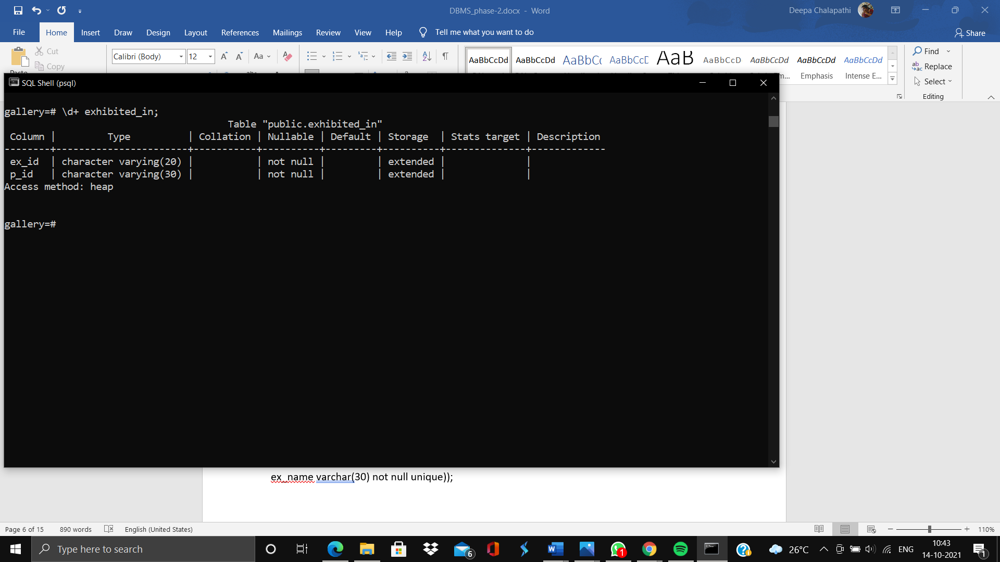 DBMS_phase-2.docx - Word
Deepa Chalapathi
File Home Insert Draw Design Layout References Mailings Review View Help Tell me what you want to do Share
Cut
Copy
Calibri (Body) 12 Aa
AaBbCcDd AaBbCcDd AaBbCc AaBbCcD AaB AaBbCcD AaBbCcDd AaBbCcDd AaBbCcDd
Emphasis Intense E...
Find
Replace
Select
Editing
SQL Shell (psql)
gallery=# \d+ exhibited_in;
Table "public.exhibited_in"
Column | Type | Collation | Nullable | Default | Storage | Stats target | Description
--------+-----------------------+-----------+----------+---------+----------+--------------+-------------
ex_id | character varying(20) | | not null | | extended | |
p_id | character varying(30) | | not null | | extended | |
Access method: heap
gallery=#
ex_name varchar(30) not null unique));
Page 6 of 15 890 words English (United States) 110%
Type here to search
6
1
26°C ENG
10:43
14-10-2021
1